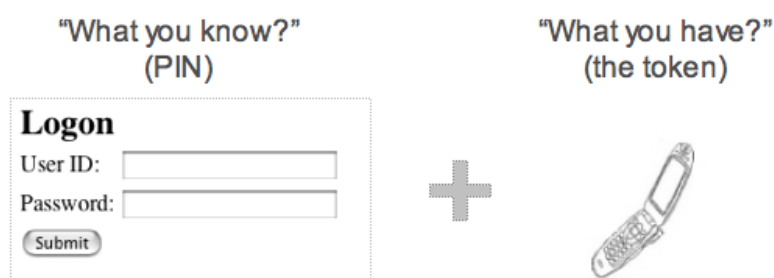 “What you know?”
(PIN)
“What you have?”
(the token)
Logon
User ID:
Password:
Submit